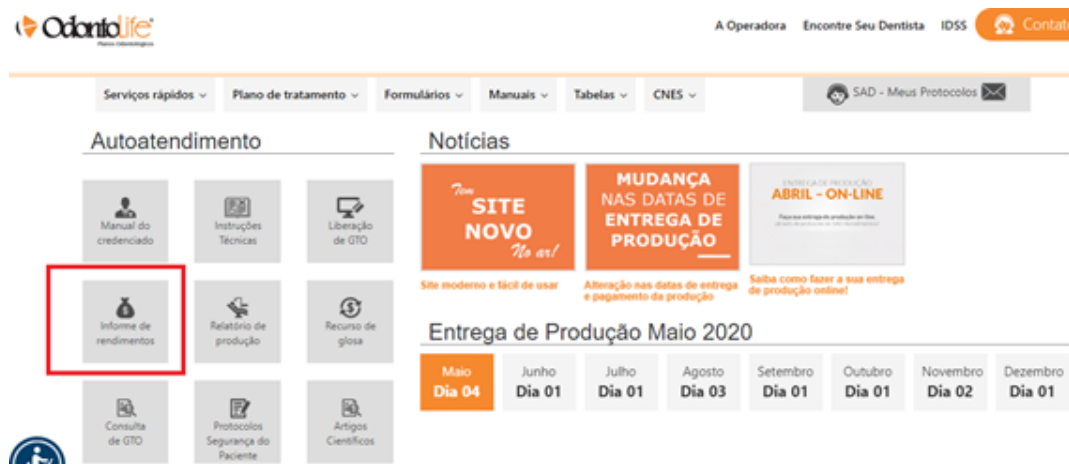 Odontolife
Planos Odontológicos
A Operadora Encontre Seu Dentista IDSS Contato
Serviços rápidos Plano de tratamento Formulários Manuais Tabelas CNES SAD - Meus Protocolos
Autoatendimento
Manual do
credenciado
Instruções
Técnicas
Liberação
de GTO
Informe de
rendimentos
Relatório de
produção
Recurso de
glosa
Consulta
de GTO
Protocolos
Segurança do
Paciente
Artigos
Científicos
Notícias
Tem
SITE
NOVO
No ar!
Site moderno e fácil de usar
MUDANÇA
NAS DATAS DE
ENTREGA DE
PRODUÇÃO
Alteração nas datas de entrega
e pagamento da produção
ENTREGA DE PRODUÇÃO
ABRIL - ON-LINE
Saiba como fazer a sua entrega
de produção online!
Entrega de Produção Maio 2020
Maio Junho Julho Agosto Setembro Outubro Novembro Dezembro
Dia 04 Dia 01 Dia 01 Dia 03 Dia 01 Dia 01 Dia 02 Dia 01